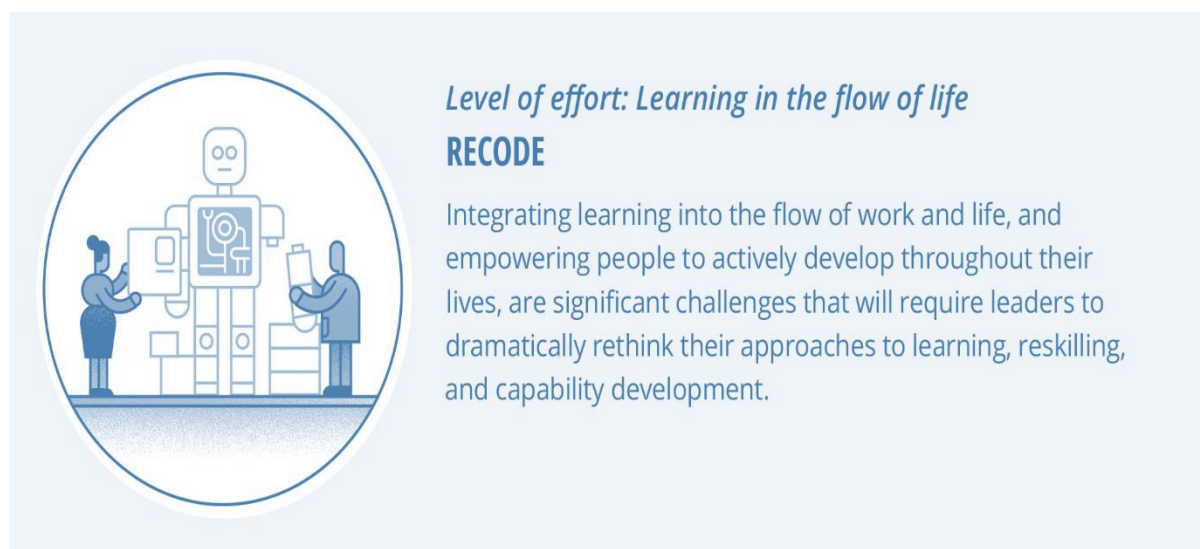 Level of effort: Learning in the flow of life
RECODE
Integrating learning into the flow of work and life, and
empowering people to actively develop throughout their
lives, are significant challenges that will require leaders to
dramatically rethink their approaches to learning, reskilling,
and capability development.